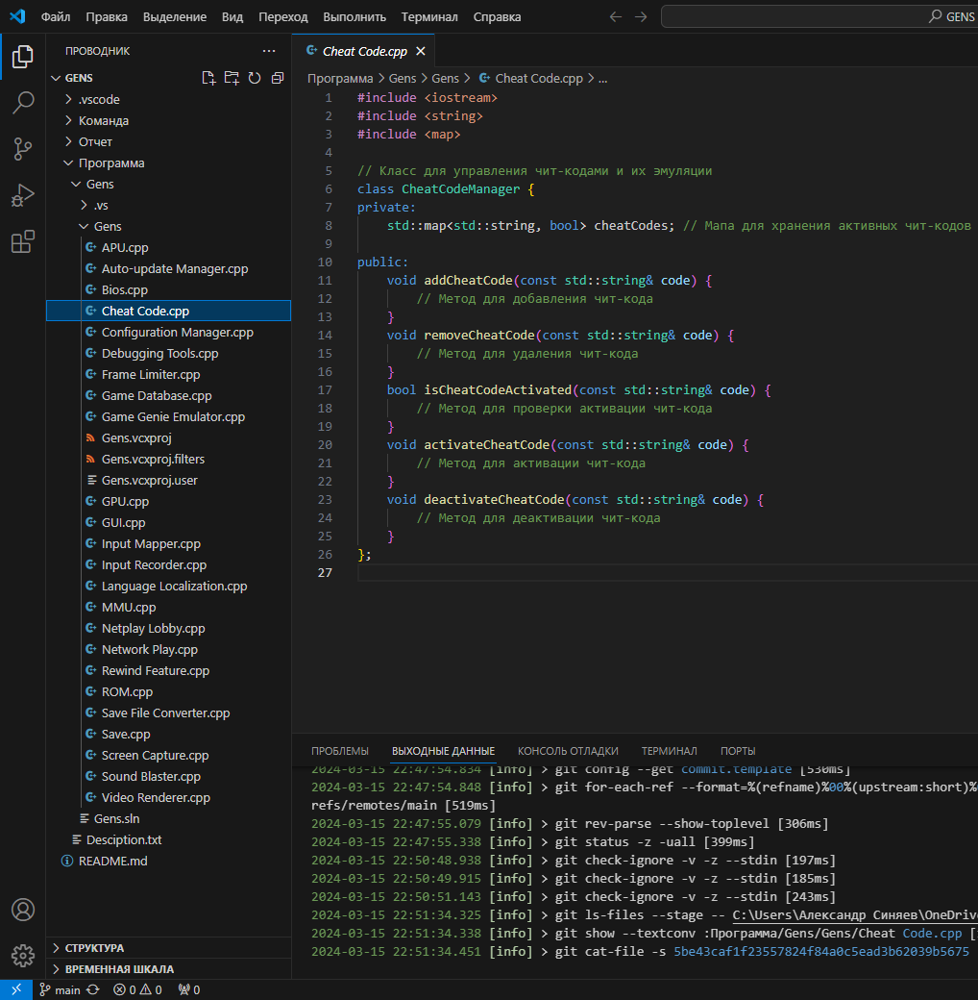 Файл Правка Выделение Вид Переход Выполнить Терминал Справка
GENS
ПРОВОДНИК
GENS
.vscode
Команда
Отчет
Программа
Gens
.vs
Gens
APU.cpp
Auto-update Manager.cpp
Bios.cpp
Cheat Code.cpp
Configuration Manager.cpp
Debugging Tools.cpp
Frame Limiter.cpp
Game Database.cpp
Game Genie Emulator.cpp
Gens.vcxproj
Gens.vcxproj.filters
Gens.vcxproj.user
GPU.cpp
GUI.cpp
Input Mapper.cpp
Input Recorder.cpp
Language Localization.cpp
MMU.cpp
Netplay Lobby.cpp
Network Play.cpp
Rewind Feature.cpp
ROM.cpp
Save File Converter.cpp
Save.cpp
Screen Capture.cpp
Sound Blaster.cpp
Video Renderer.cpp
Gens.sln
Desciption.txt
README.md
СТРУКТУРА
ВРЕМЕННАЯ ШКАЛА
Cheat Code.cpp
Программа > Gens > Gens > Cheat Code.cpp > ...
1 #include <iostream>
2 #include <string>
3 #include <map>
4
5 // Класс для управления чит-кодами и их эмуляции
6 class CheatCodeManager {
7 private:
8 std::map<std::string, bool> cheatCodes; // Мапа для хранения активных чит-кодов
9
10 public:
11 void addCheatCode(const std::string& code) {
12 // Метод для добавления чит-кода
13 }
14 void removeCheatCode(const std::string& code) {
15 // Метод для удаления чит-кода
16 }
17 bool isCheatCodeActivated(const std::string& code) {
18 // Метод для проверки активации чит-кода
19 }
20 void activateCheatCode(const std::string& code) {
21 // Метод для активации чит-кода
22 }
23 void deactivateCheatCode(const std::string& code) {
24 // Метод для деактивации чит-кода
25 }
26 };
27
ПРОБЛЕМЫ ВЫХОДНЫЕ ДАННЫЕ КОНСОЛЬ ОТЛАДКИ ТЕРМИНАЛ ПОРТЫ
2024-03-15 22:47:54.834 [info] > git config --get commit.template [530ms]
2024-03-15 22:47:54.848 [info] > git for-each-ref --format=%(refname)%00%(upstream:short)%
refs/remotes/main [519ms]
2024-03-15 22:47:55.079 [info] > git rev-parse --show-toplevel [306ms]
2024-03-15 22:47:55.338 [info] > git status -z -uall [399ms]
2024-03-15 22:50:48.938 [info] > git check-ignore -v -z --stdin [197ms]
2024-03-15 22:50:49.915 [info] > git check-ignore -v -z --stdin [185ms]
2024-03-15 22:50:51.143 [info] > git check-ignore -v -z --stdin [243ms]
2024-03-15 22:51:34.325 [info] > git ls-files --stage -- C:\Users\Александр Синяев\OneDriv
2024-03-15 22:51:34.338 [info] > git show --textconv :Программа/Gens/Gens/Cheat Code.cpp [
2024-03-15 22:51:34.451 [info] > git cat-file -s 5be43caf1f23557824f84a0c5ead3b62039b5675
main 0 0 0